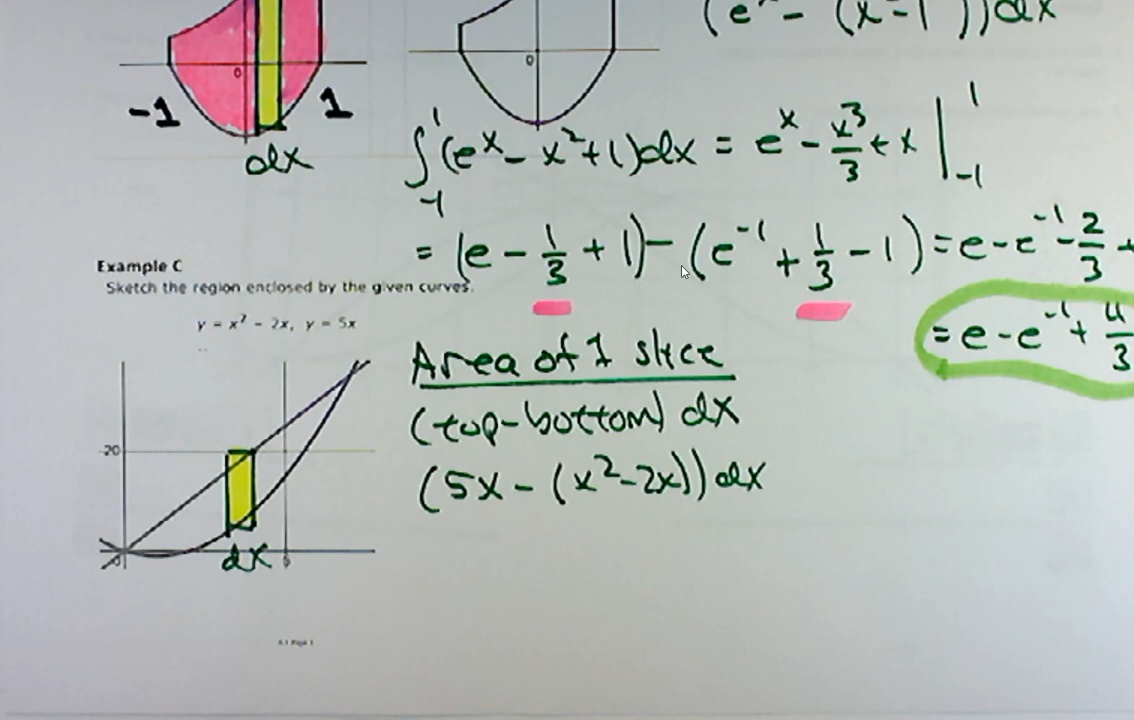 (eˣ - (x²-1))dx
-1
1
0
0
dx
∫₋₁¹ (eˣ - x²+1)dx = eˣ - x³/3 + x |₋₁¹
= (e - 1/3 + 1) - (e⁻¹ + 1/3 - 1) = e - e⁻¹ - 2/3 +
= e - e⁻¹ + 4/3
Example C
Sketch the region enclosed by the given curves.
y = x² - 2x, y = 5x
20
dx
Area of 1 slice
(top-bottom) dx
(5x - (x²-2x)) dx